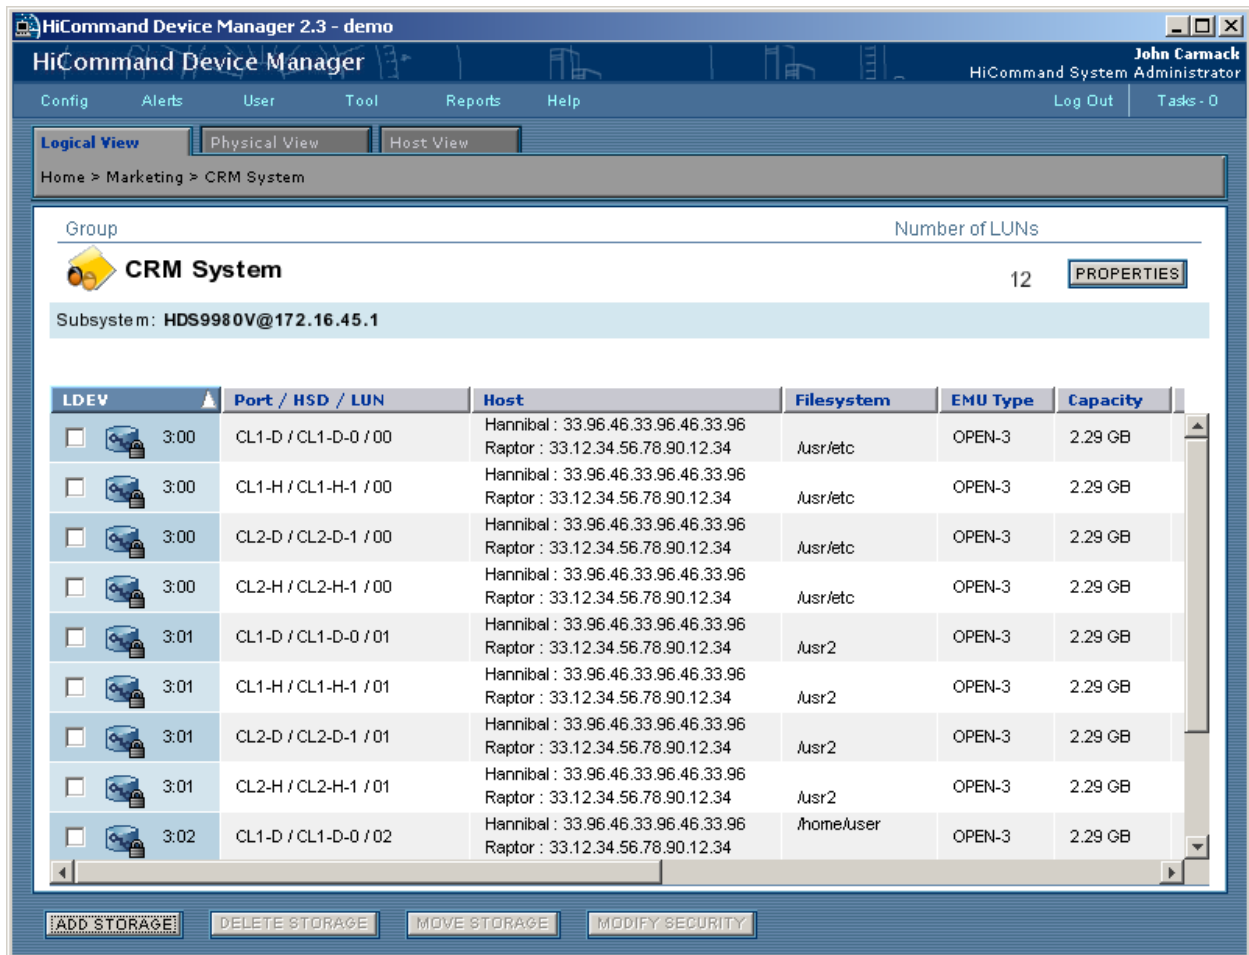 HiCommand Device Manager 2.3 - demo
HiCommand Device Manager
John Carmack
HiCommand System Administrator
Config Alerts User Tool Reports Help Log Out Tasks - 0
Logical View Physical View Host View
Home > Marketing > CRM System
Group Number of LUNs
CRM System 12 PROPERTIES
Subsystem: HDS9980V@172.16.45.1
LDEV Port / HSD / LUN Host Filesystem EMU Type Capacity
Hannibal : 33.96.46.33.96.46.33.96
3:00 CL1-D / CL1-D-0 / 00 OPEN-3 2.29 GB
Raptor : 33.12.34.56.78.90.12.34 /usr/etc
Hannibal : 33.96.46.33.96.46.33.96
3:00 CL1-H / CL1-H-1 / 00 OPEN-3 2.29 GB
Raptor : 33.12.34.56.78.90.12.34 /usr/etc
Hannibal : 33.96.46.33.96.46.33.96
3:00 CL2-D / CL2-D-1 / 00 OPEN-3 2.29 GB
Raptor : 33.12.34.56.78.90.12.34 /usr/etc
Hannibal : 33.96.46.33.96.46.33.96
3:00 CL2-H / CL2-H-1 / 00 OPEN-3 2.29 GB
Raptor : 33.12.34.56.78.90.12.34 /usr/etc
Hannibal : 33.96.46.33.96.46.33.96
3:01 CL1-D / CL1-D-0 / 01 OPEN-3 2.29 GB
Raptor : 33.12.34.56.78.90.12.34 /usr2
Hannibal : 33.96.46.33.96.46.33.96
3:01 CL1-H / CL1-H-1 / 01 OPEN-3 2.29 GB
Raptor : 33.12.34.56.78.90.12.34 /usr2
Hannibal : 33.96.46.33.96.46.33.96
3:01 CL2-D / CL2-D-1 / 01 OPEN-3 2.29 GB
Raptor : 33.12.34.56.78.90.12.34 /usr2
Hannibal : 33.96.46.33.96.46.33.96
3:01 CL2-H / CL2-H-1 / 01 OPEN-3 2.29 GB
Raptor : 33.12.34.56.78.90.12.34 /usr2
Hannibal : 33.96.46.33.96.46.33.96 /home/user
3:02 CL1-D / CL1-D-0 / 02 OPEN-3 2.29 GB
Raptor : 33.12.34.56.78.90.12.34
ADD STORAGE DELETE STORAGE MOVE STORAGE MODIFY SECURITY